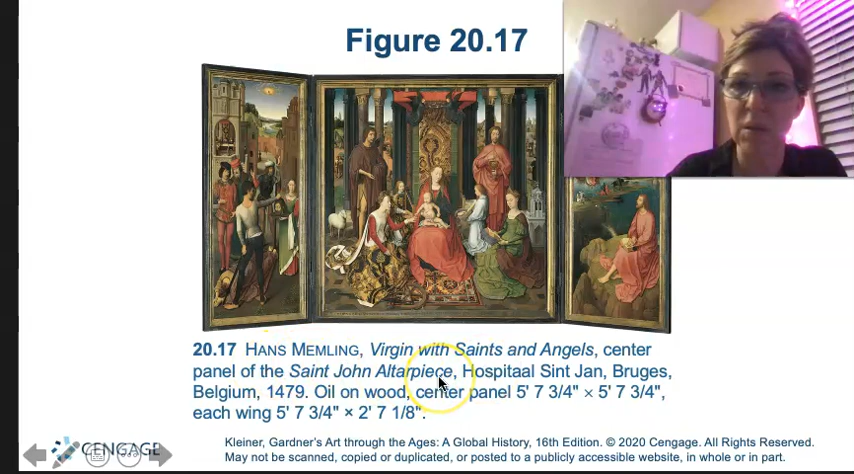 Figure 20.17
20.17 HANS MEMLING, Virgin with Saints and Angels, center
panel of the Saint John Altarpiece, Hospitaal Sint Jan, Bruges,
Belgium, 1479. Oil on wood, center panel 5' 7 3/4" × 5' 7 3/4",
each wing 5' 7 3/4" × 2' 7 1/8".
CENGAGE
Kleiner, Gardner's Art through the Ages: A Global History, 16th Edition. © 2020 Cengage. All Rights Reserved.
May not be scanned, copied or duplicated, or posted to a publicly accessible website, in whole or in part.